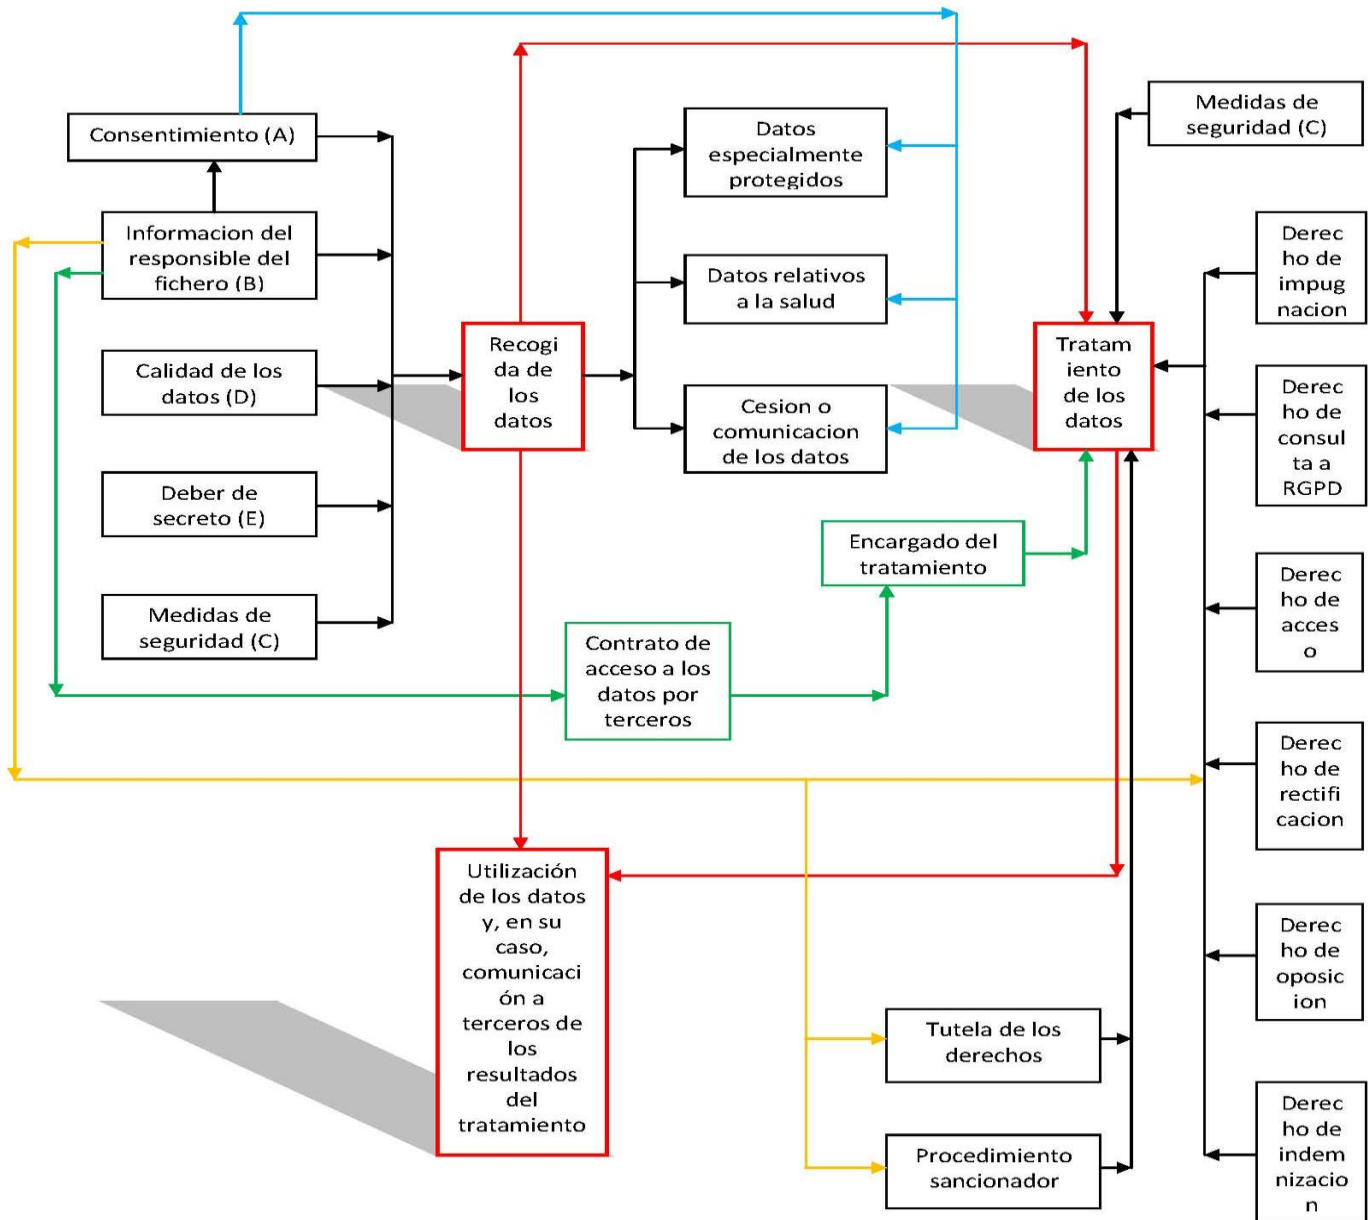 Consentimiento (A)
Informacion del
responsible del
fichero (B)
Calidad de los
datos (D)
Deber de
secreto (E)
Medidas de
seguridad (C)
Recogi
da de
los
datos
Datos
especialmente
protegidos
Datos relativos
a la salud
Cesion o
comunicacion
de los datos
Encargado del
tratamiento
Contrato de
acceso a los
datos por
terceros
Utilización
de los datos
y, en su
caso,
comunicaci
ón a
terceros de
los
resultados
del
tratamiento
Medidas de
seguridad (C)
Tratam
iento
de los
datos
Derec
ho de
impug
nacion
Derec
ho de
consul
ta a
RGPD
Derec
ho de
acces
o
Derec
ho de
rectifi
cacion
Derec
ho de
oposic
ion
Derec
ho de
indem
nizacio
n
Tutela de los
derechos
Procedimiento
sancionador